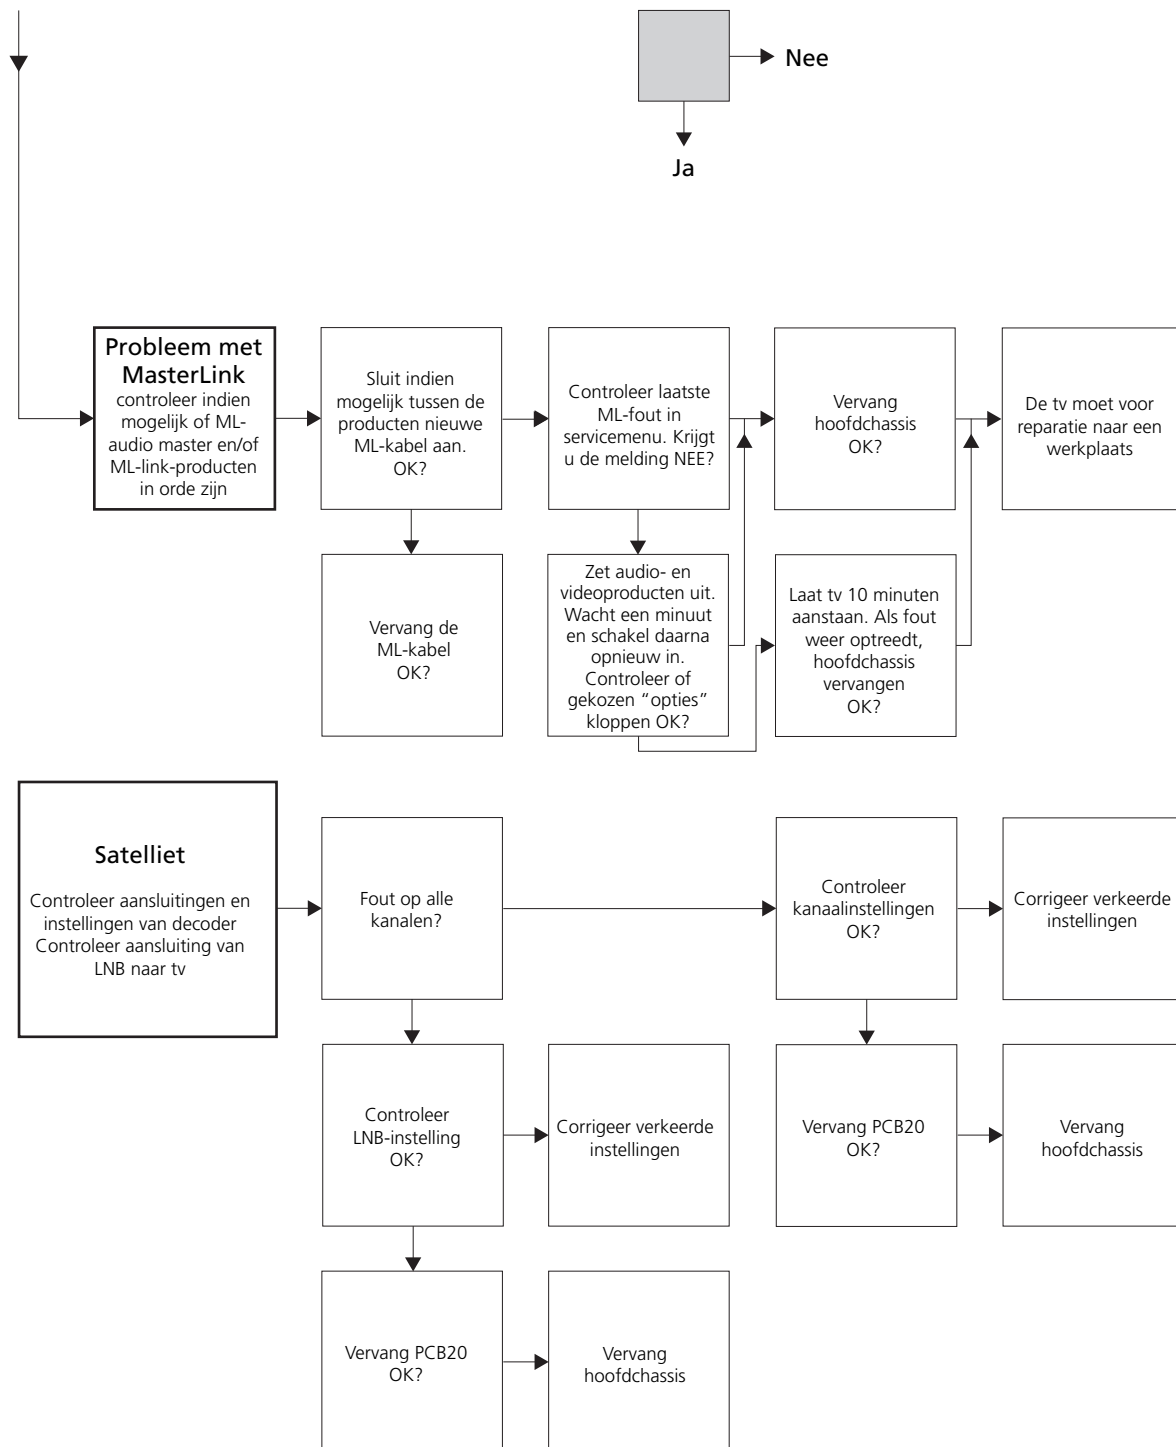 Nee
Ja
Probleem met
MasterLink
controleer indien
mogelijk of ML-
audio master en/of
ML-link-producten
in orde zijn
Sluit indien
mogelijk tussen de
producten nieuwe
ML-kabel aan.
OK?
Controleer laatste
ML-fout in
servicemenu. Krijgt
u de melding NEE?
Vervang
hoofdchassis
OK?
De tv moet voor
reparatie naar een
werkplaats
Vervang de
ML-kabel
OK?
Zet audio- en
videoproducten uit.
Wacht een minuut
en schakel daarna
opnieuw in.
Controleer of
gekozen “opties”
kloppen OK?
Laat tv 10 minuten
aanstaan. Als fout
weer optreedt,
hoofdchassis
vervangen
OK?
Satelliet
Controleer aansluitingen en
instellingen van decoder
Controleer aansluiting van
LNB naar tv
Fout op alle
kanalen?
Controleer
kanaalinstellingen
OK?
Corrigeer verkeerde
instellingen
Controleer
LNB-instelling
OK?
Corrigeer verkeerde
instellingen
Vervang PCB20
OK?
Vervang
hoofdchassis
Vervang PCB20
OK?
Vervang
hoofdchassis